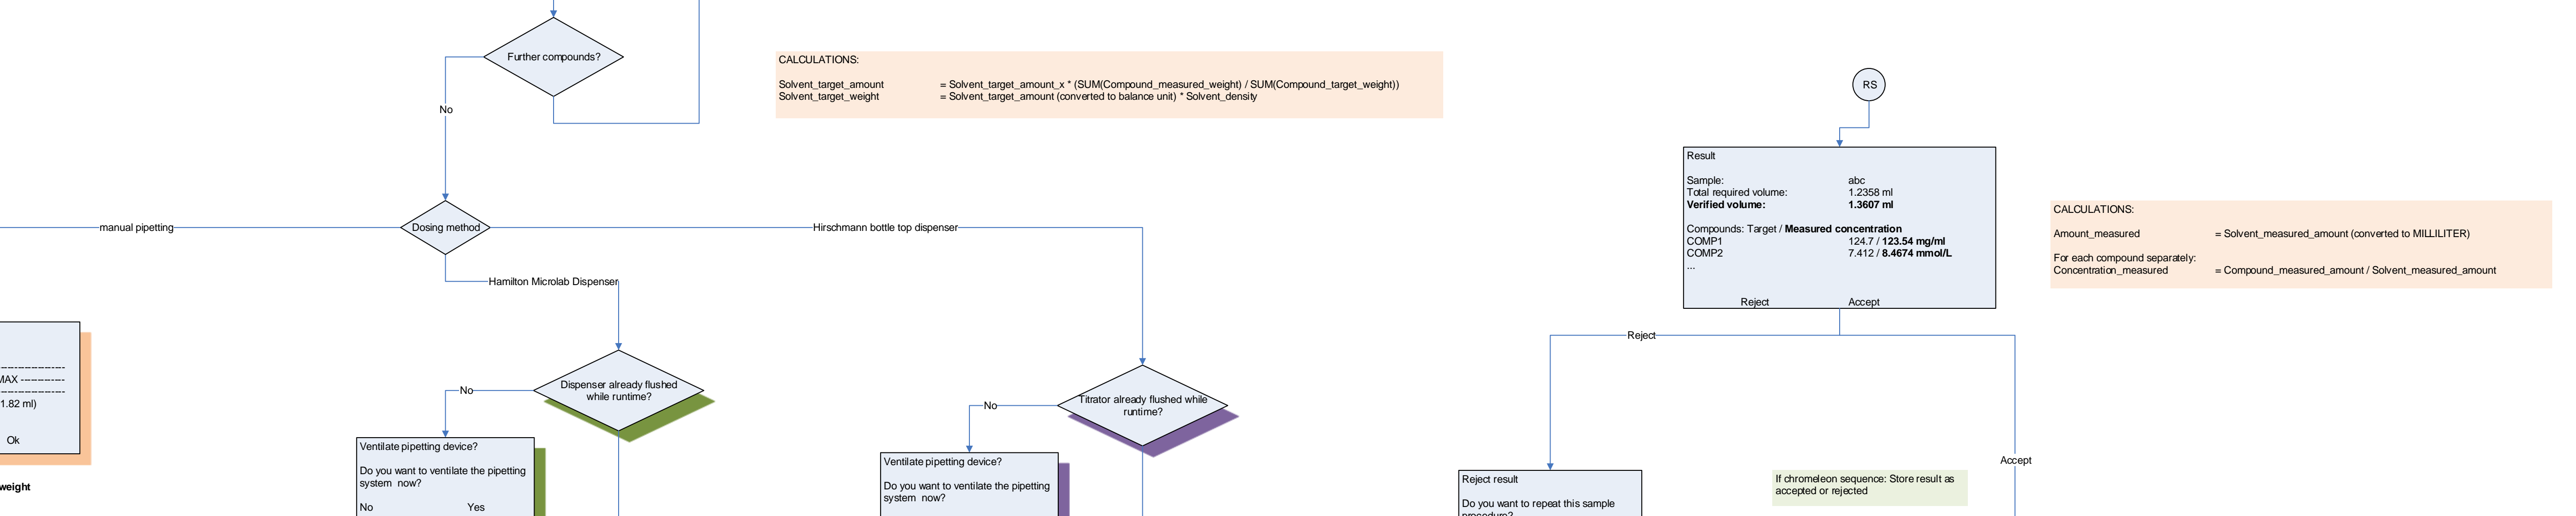 Further compounds?
No
CALCULATIONS:
Solvent_target_amount = Solvent_target_amount_x * (SUM(Compound_measured_weight) / SUM(Compound_target_weight))
Solvent_target_weight = Solvent_target_amount (converted to balance unit) * Solvent_density
RS
Result
Sample: abc
Total required volume: 1.2358 ml
Verified volume: 1.3607 ml
Compounds: Target / Measured concentration
COMP1 124.7 / 123.54 mg/ml
COMP2 7.412 / 8.4674 mmol/L
...
Reject Accept
CALCULATIONS:
Amount_measured = Solvent_measured_amount (converted to MILLILITER)
For each compound separately:
Concentration_measured = Compound_measured_amount / Solvent_measured_amount
manual pipetting
Dosing method
Hirschmann bottle top dispenser
Hamilton Microlab Dispenser
Reject
Accept
--------------------
MAX ------------
--------------------
1.82 ml)
Ok
weight
Dispenser already flushed
while runtime?
No
Ventilate pipetting device?
Do you want to ventilate the pipetting
system now?
No Yes
Titrator already flushed while
runtime?
No
Ventilate pipetting device?
Do you want to ventilate the pipetting
system now?
Reject result
Do you want to repeat this sample
procedure?
If chromeleon sequence: Store result as
accepted or rejected